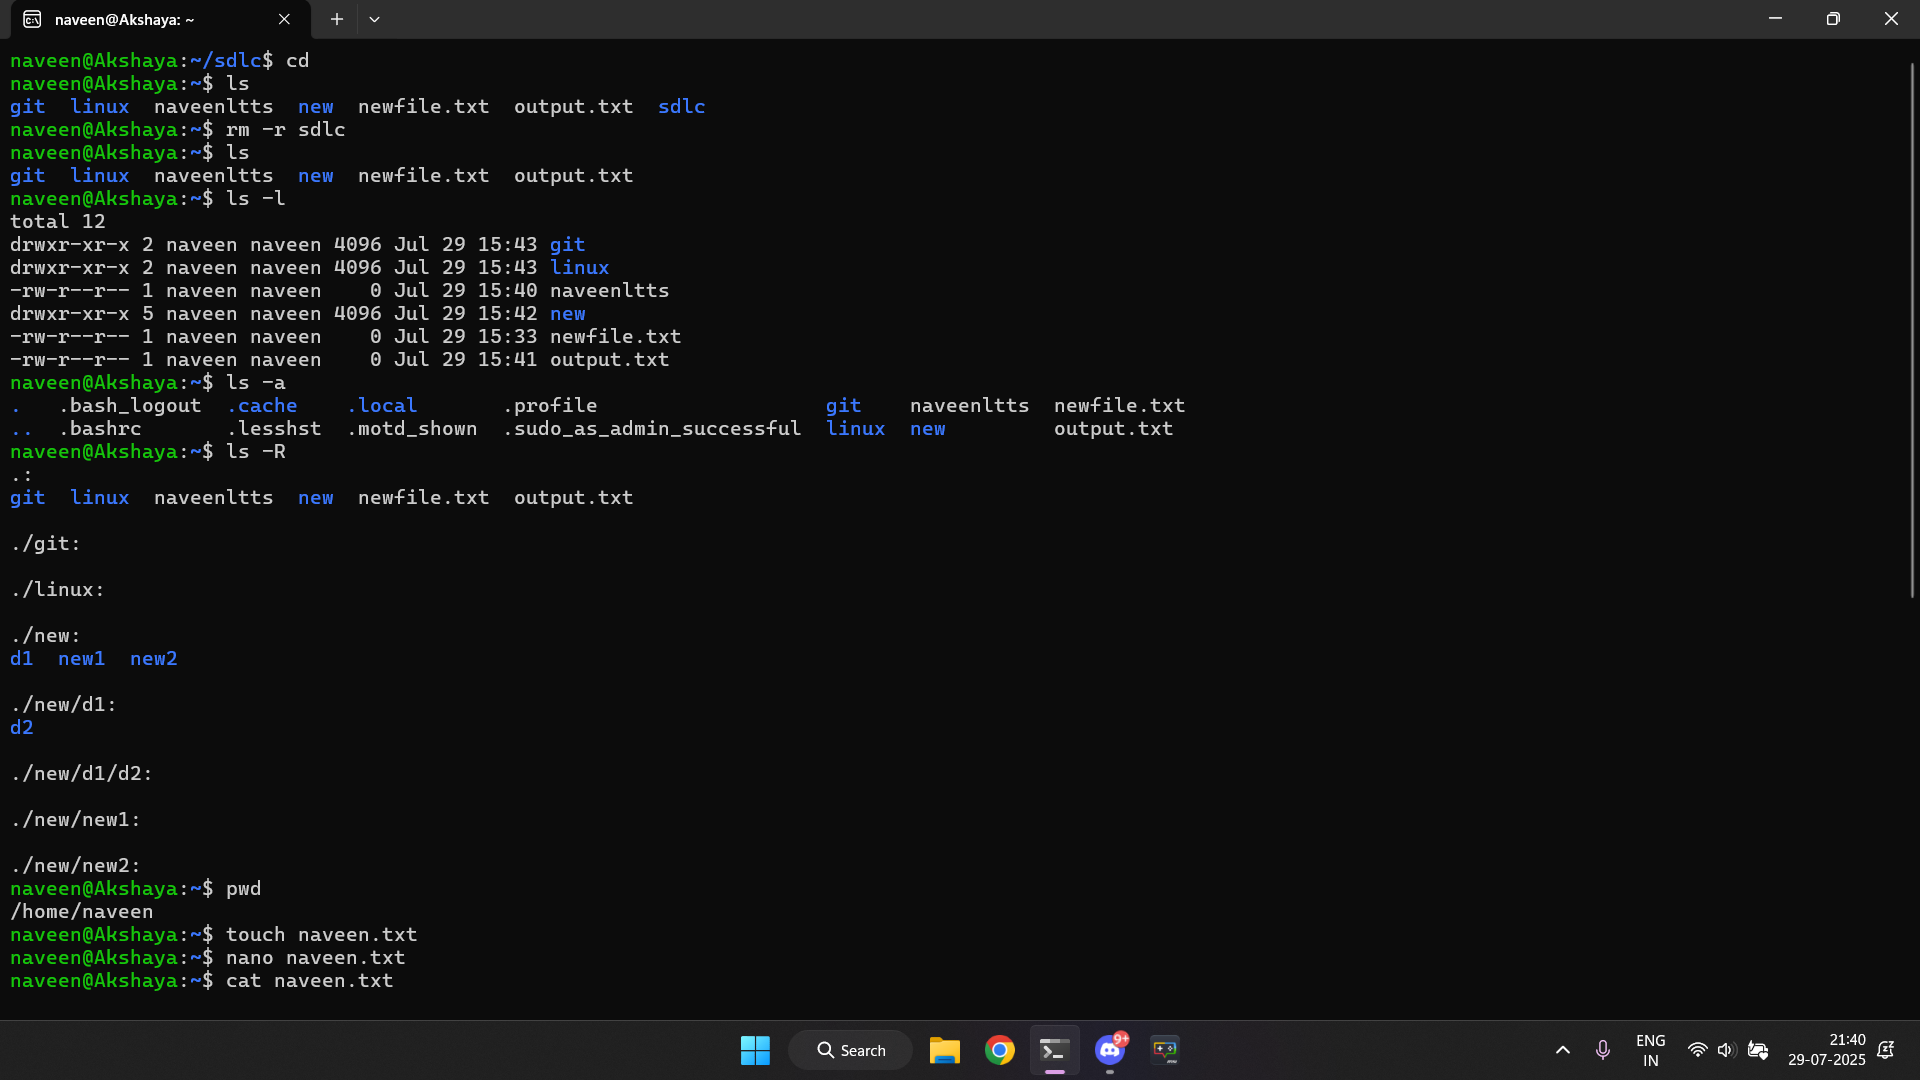 naveen@Akshaya: ~
naveen@Akshaya:~/sdlc$ cd
naveen@Akshaya:~$ ls
git  linux  naveenltts  new  newfile.txt  output.txt  sdlc
naveen@Akshaya:~$ rm -r sdlc
naveen@Akshaya:~$ ls
git  linux  naveenltts  new  newfile.txt  output.txt
naveen@Akshaya:~$ ls -l
total 12
drwxr-xr-x 2 naveen naveen 4096 Jul 29 15:43 git
drwxr-xr-x 2 naveen naveen 4096 Jul 29 15:43 linux
-rw-r--r-- 1 naveen naveen    0 Jul 29 15:40 naveenltts
drwxr-xr-x 5 naveen naveen 4096 Jul 29 15:42 new
-rw-r--r-- 1 naveen naveen    0 Jul 29 15:33 newfile.txt
-rw-r--r-- 1 naveen naveen    0 Jul 29 15:41 output.txt
naveen@Akshaya:~$ ls -a
.   .bash_logout  .cache    .local       .profile                   git    naveenltts  newfile.txt
..  .bashrc       .lesshst  .motd_shown  .sudo_as_admin_successful  linux  new         output.txt
naveen@Akshaya:~$ ls -R
.:
git  linux  naveenltts  new  newfile.txt  output.txt
./git:
./linux:
./new:
d1  new1  new2
./new/d1:
d2
./new/d1/d2:
./new/new1:
./new/new2:
naveen@Akshaya:~$ pwd
/home/naveen
naveen@Akshaya:~$ touch naveen.txt
naveen@Akshaya:~$ nano naveen.txt
naveen@Akshaya:~$ cat naveen.txt
Search
9+
ENG
IN
21:40
29-07-2025